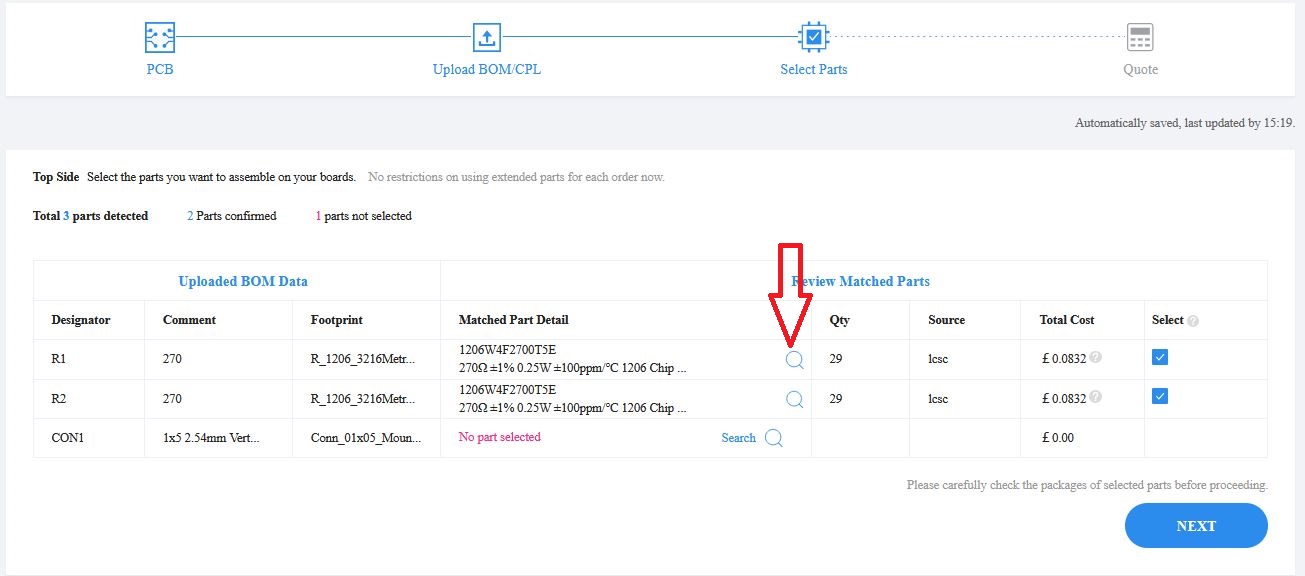 PCB
Upload BOM/CPL
Select Parts
Quote
Automatically saved, last updated by 15:19.
Top Side Select the parts you want to assemble on your boards. No restrictions on using extended parts for each order now.
Total 3 parts detected 2 Parts confirmed 1 parts not selected
Uploaded BOM Data Review Matched Parts
Designator Comment Footprint Matched Part Detail Qty Source Total Cost Select ?
R1 270 R_1206_3216Metr... 1206W4F2700T5E 29 lcsc £ 0.0832 ?
270Ω ±1% 0.25W ±100ppm/℃ 1206 Chip ...
R2 270 R_1206_3216Metr... 1206W4F2700T5E 29 lcsc £ 0.0832 ?
270Ω ±1% 0.25W ±100ppm/℃ 1206 Chip ...
CON1 1x5 2.54mm Vert... Conn_01x05_Moun... No part selected Search £ 0.00
Please carefully check the packages of selected parts before proceeding.
NEXT